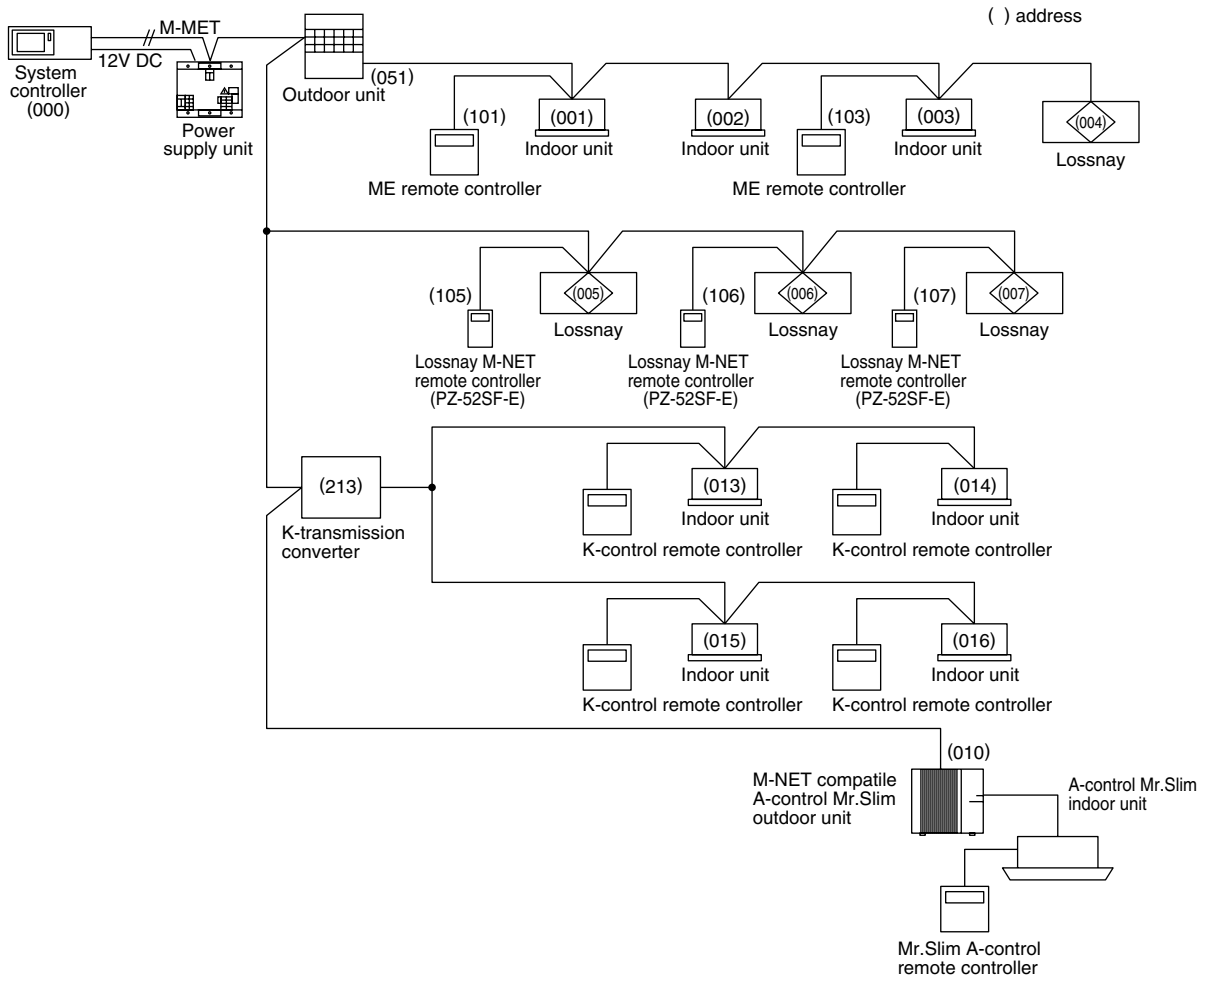 ( ) address
M-MET
12V DC
System
controller
(000)
Power
supply unit
(051)
Outdoor unit
(101)
(001)
(002)
(103)
(003)
(004)
Indoor unit
Indoor unit
Indoor unit
Lossnay
ME remote controller
ME remote controller
(105)
(005)
(106)
(006)
(107)
(007)
Lossnay
Lossnay
Lossnay
Lossnay M-NET
remote controller
(PZ-52SF-E)
Lossnay M-NET
remote controller
(PZ-52SF-E)
Lossnay M-NET
remote controller
(PZ-52SF-E)
(213)
K-transmission
converter
(013)
(014)
Indoor unit
Indoor unit
K-control remote controller
K-control remote controller
(015)
(016)
Indoor unit
Indoor unit
K-control remote controller
K-control remote controller
(010)
M-NET compatile
A-control Mr.Slim
outdoor unit
A-control Mr.Slim
indoor unit
Mr.Slim A-control
remote controller